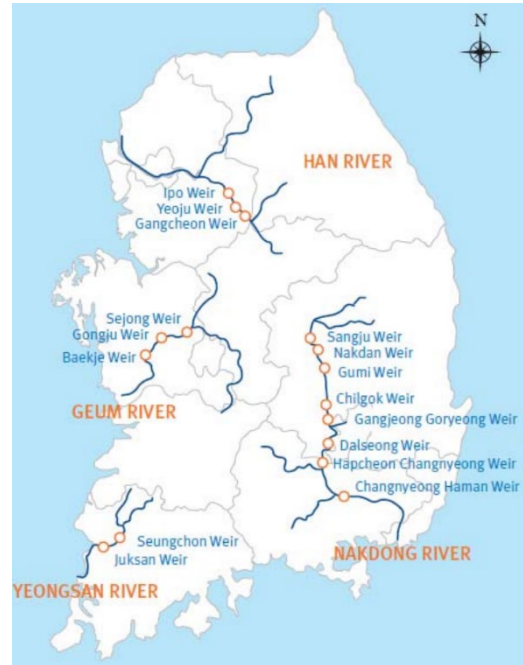 N
HAN RIVER
Ipo Weir
Yeoju Weir
Gangcheon Weir
Sejong Weir
Gongju Weir
Baekje Weir
GEUM RIVER
Sangju Weir
Nakdan Weir
Gumi Weir
Chilgok Weir
Gangjeong Goryeong Weir
Dalseong Weir
Hapcheon Changnyeong Weir
Changnyeong Haman Weir
NAKDONG RIVER
Seungchon Weir
Juksan Weir
YEONGSAN RIVER